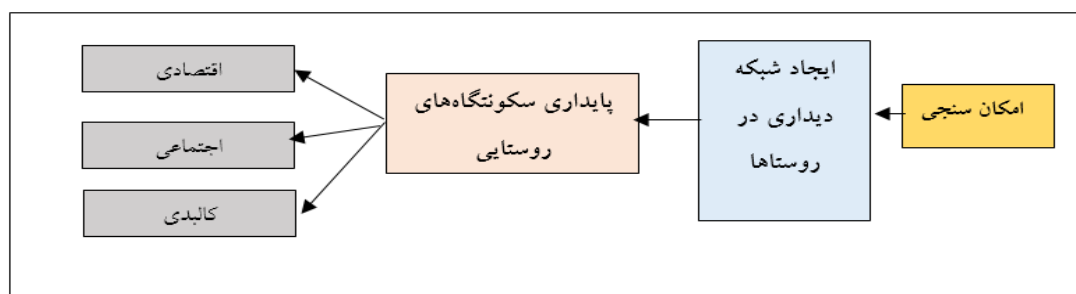 امکان سنجی
ایجاد شبکه
دیداری در
روستاها
پایداری سکونتگاه‌های
روستایی
اقتصادی
اجتماعی
کالبدی